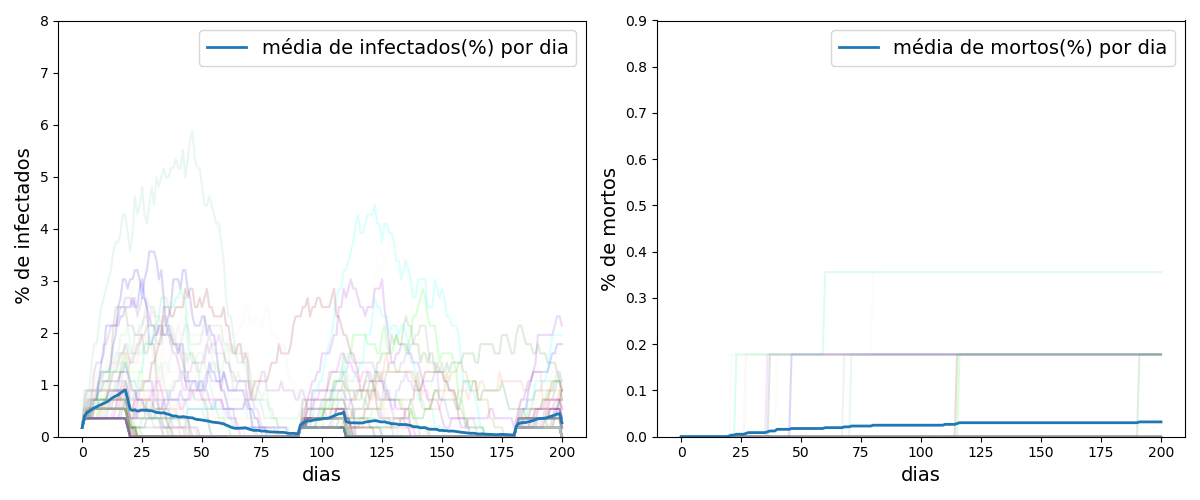 média de infectados(%) por dia
% de infectados
8
7
6
5
4
3
2
1
0
0 25 50 75 100 125 150 175 200
dias
média de mortos(%) por dia
% de mortos
0.9
0.8
0.7
0.6
0.5
0.4
0.3
0.2
0.1
0.0
0 25 50 75 100 125 150 175 200
dias